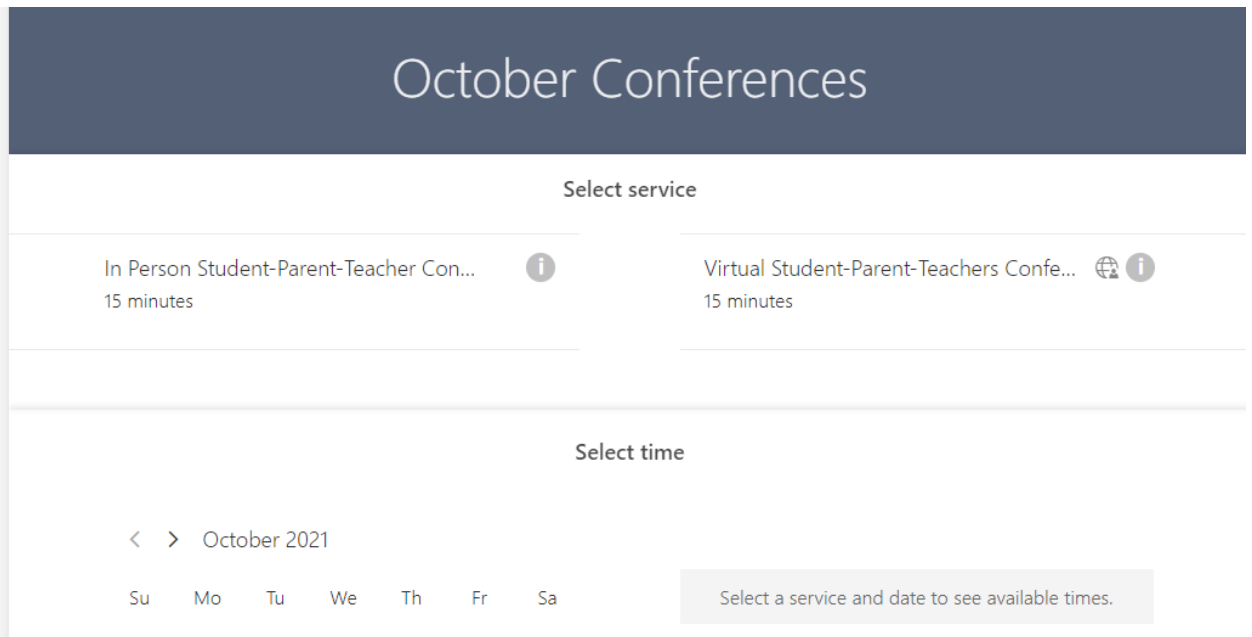 October Conferences
Select service
In Person Student-Parent-Teacher Con...
15 minutes
Virtual Student-Parent-Teachers Confe...
15 minutes
Select time
October 2021
Su Mo Tu We Th Fr Sa
Select a service and date to see available times.